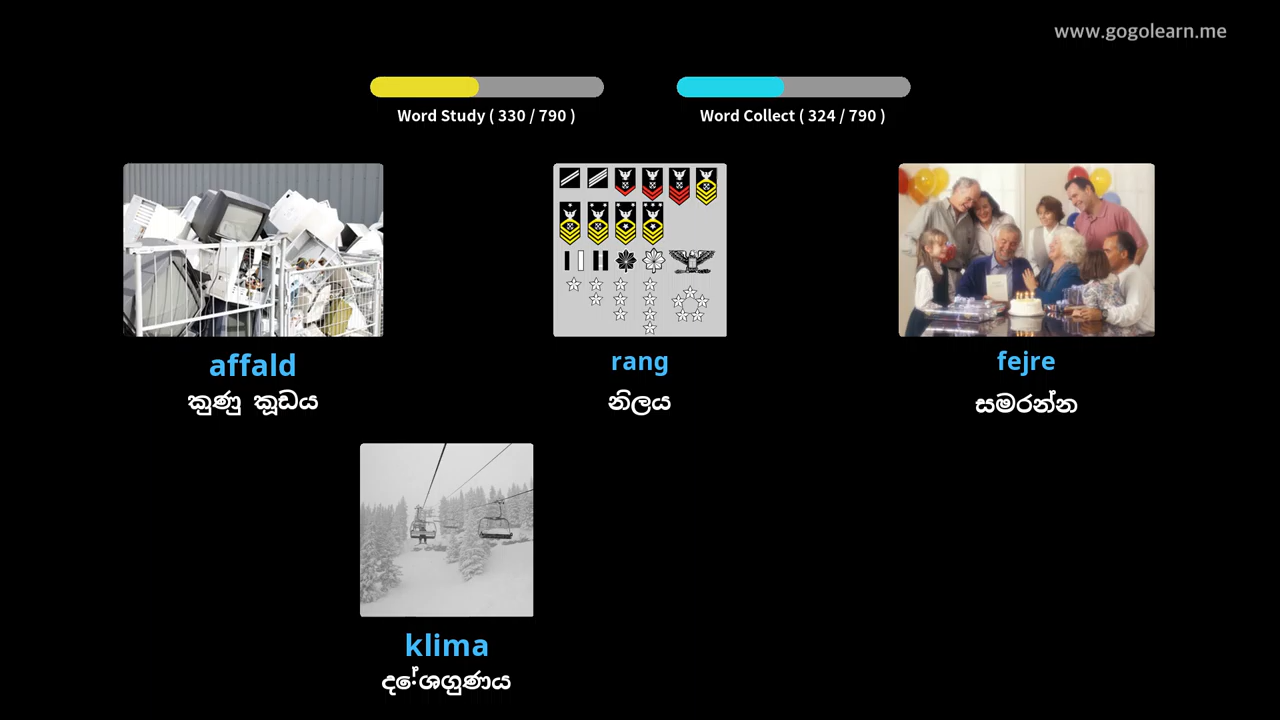 www.gogolearn.me
Word Study ( 330 / 790 )
Word Collect ( 324 / 790 )
affald
කුණු කූඩය
rang
නිලය
fejre
සමරන්න
klima
දේශගුණය